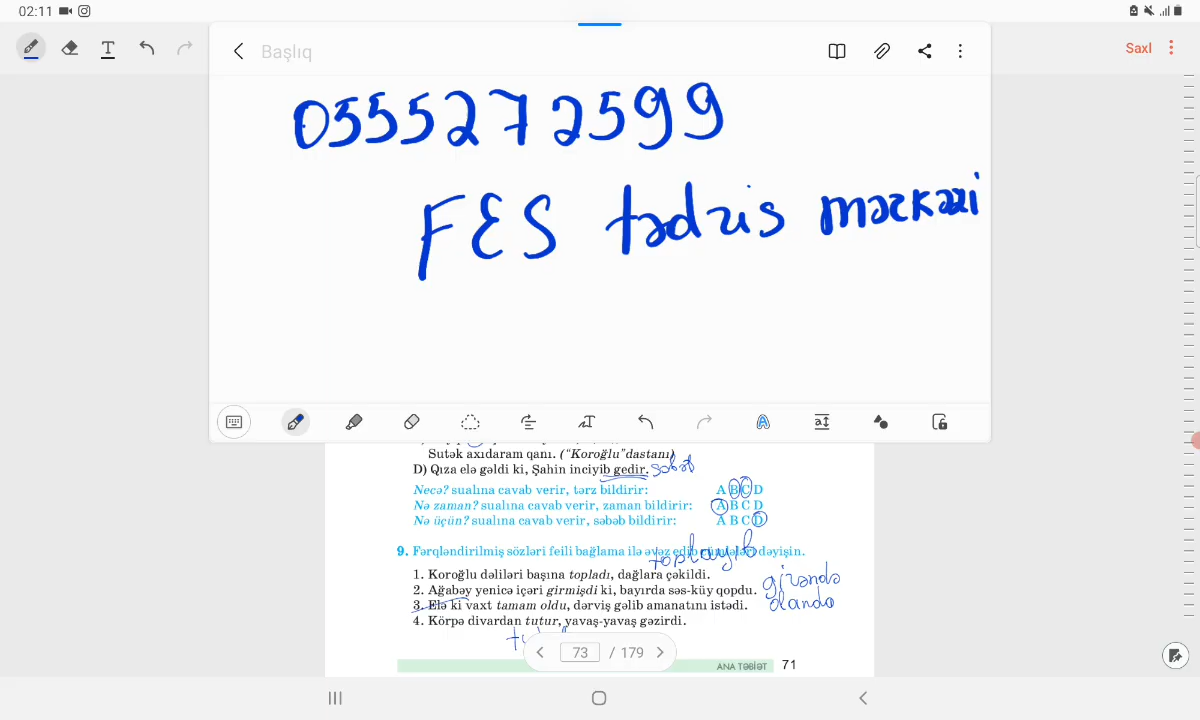 02:11
Başlıq
Saxl
0555272599
FES tədris mərkəzi
Sutək axıdaram qanı. ("Koroğlu"dastanı)
D) Qıza elə gəldi ki, Şahin inciyib gedir. səbəb
Necə? sualına cavab verir, tərz bildirir: A B C D
Nə zaman? sualına cavab verir, zaman bildirir: A B C D
Nə üçün? sualına cavab verir, səbəb bildirir: A B C D
9. Fərqləndirilmiş sözləri feili bağlama ilə əvəz edib cümlələri dəyişin.
toplayıb
1. Koroğlu dəliləri başına topladı, dağlara çəkildi.
2. Ağabəy yenicə içəri girmişdi ki, bayırda səs-küy qopdu. girəndə
3. Elə ki vaxt tamam oldu, dərviş gəlib amanatını istədi. olanda
4. Körpə divardan tutur, yavaş-yavaş gəzirdi.
73 / 179
ANA TƏBİƏT 71